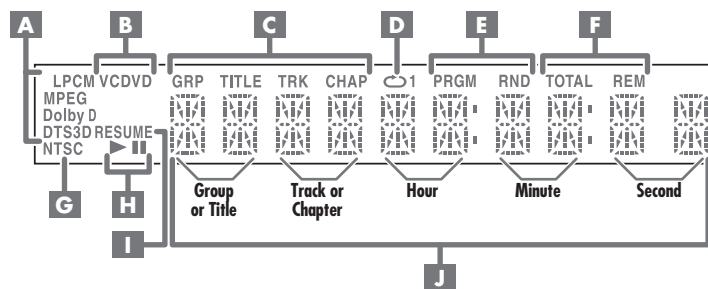 A B C D E F
LPCM VCDVD GRP TITLE TRK CHAP 1 PRGM RND TOTAL REM
MPEG
Dolby D
DTS3D RESUME
NTSC
Group or Title
Track or Chapter
Hour
Minute
Second
G H
I
J